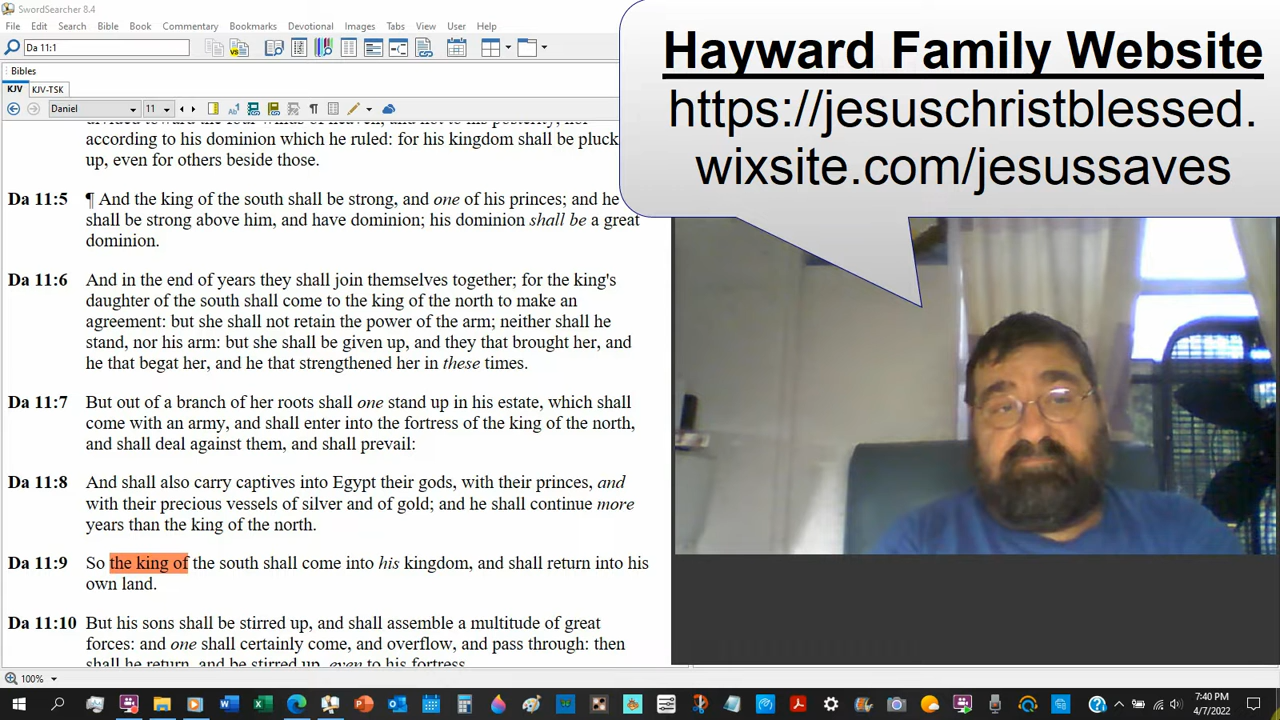 SwordSearcher 8.4
File Edit Search Bible Book Commentary Bookmarks Devotional Images Tabs View User Help
Da 11:1
Bibles
KJV KJV-TSK
Daniel 11
according to his dominion which he ruled: for his kingdom shall be pluck
up, even for others beside those.
Da 11:5 ¶ And the king of the south shall be strong, and one of his princes; and he
shall be strong above him, and have dominion; his dominion shall be a great
dominion.
Da 11:6 And in the end of years they shall join themselves together; for the king's
daughter of the south shall come to the king of the north to make an
agreement: but she shall not retain the power of the arm; neither shall he
stand, nor his arm: but she shall be given up, and they that brought her, and
he that begat her, and he that strengthened her in these times.
Da 11:7 But out of a branch of her roots shall one stand up in his estate, which shall
come with an army, and shall enter into the fortress of the king of the north,
and shall deal against them, and shall prevail:
Da 11:8 And shall also carry captives into Egypt their gods, with their princes, and
with their precious vessels of silver and of gold; and he shall continue more
years than the king of the north.
Da 11:9 So the king of the south shall come into his kingdom, and shall return into his
own land.
Da 11:10 But his sons shall be stirred up, and shall assemble a multitude of great
forces: and one shall certainly come, and overflow, and pass through: then
shall he return, and be stirred up, even to his fortress.
100%
Hayward Family Website
https://jesuschristblessed.
wixsite.com/jesussaves
7:40 PM
4/7/2022